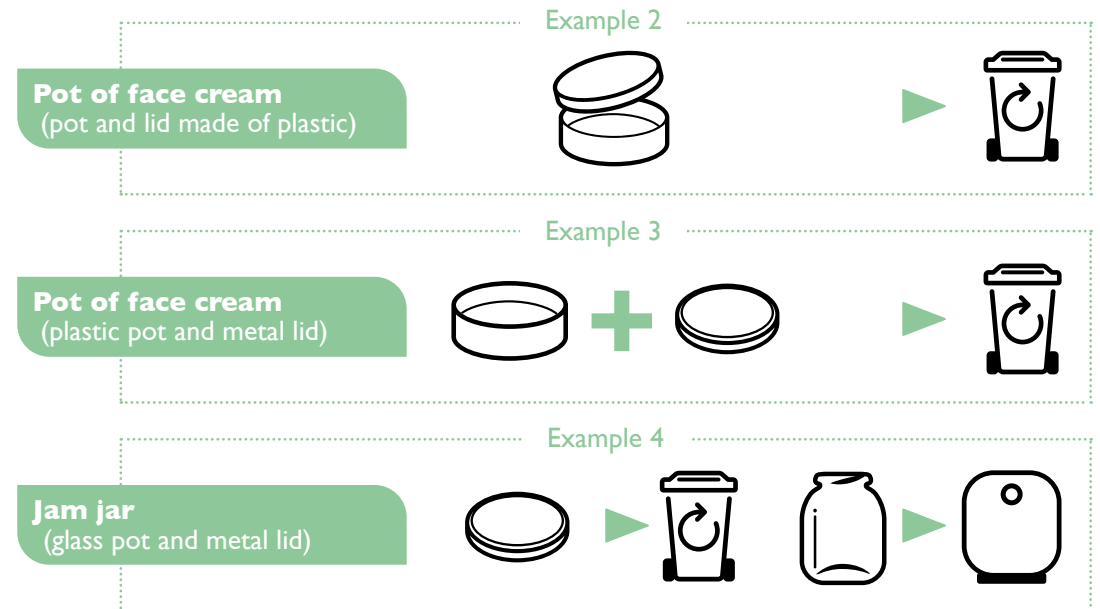 Example 2
Pot of face cream
(pot and lid made of plastic)
Example 3
Pot of face cream
(plastic pot and metal lid)
Example 4
Jam jar
(glass pot and metal lid)